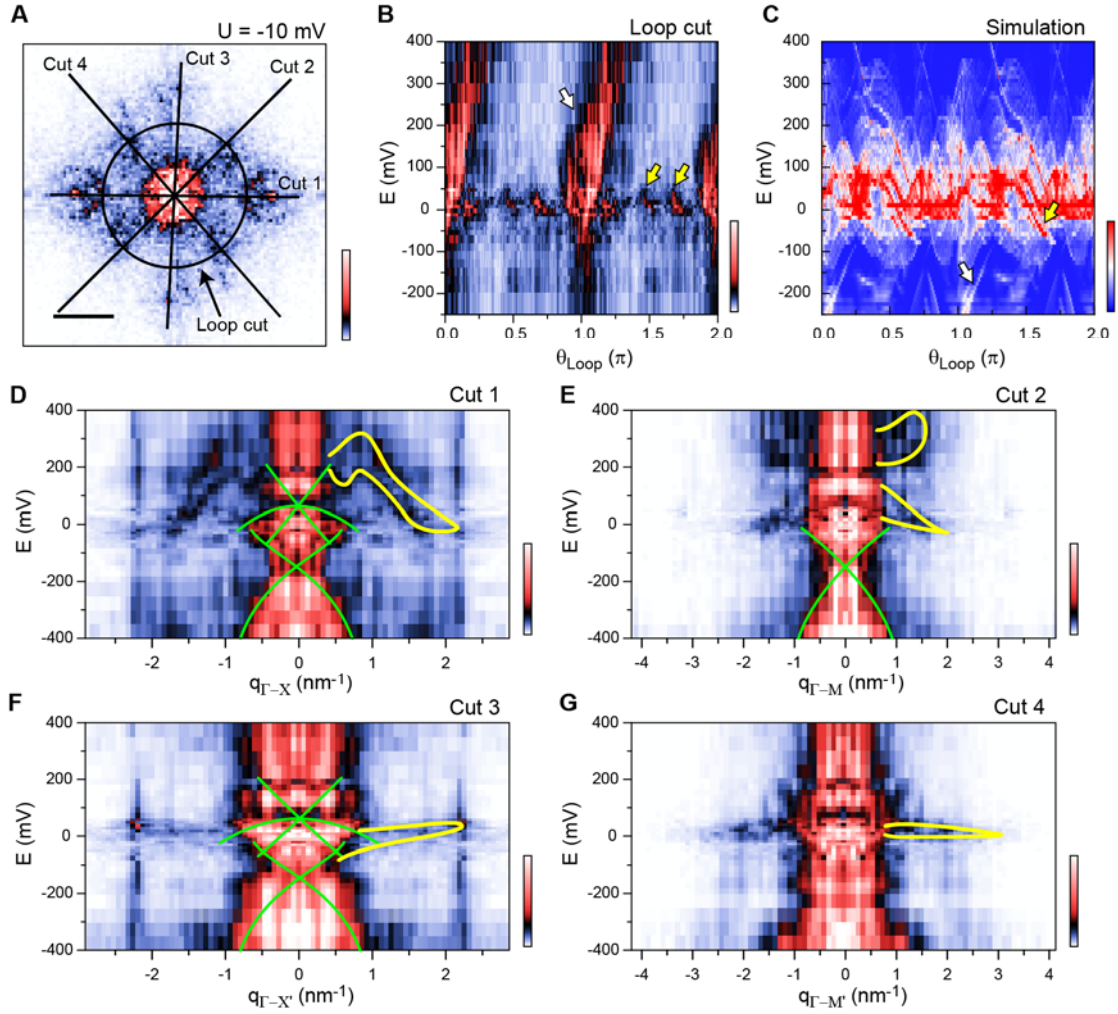 A
U = -10 mV
Cut 4
Cut 3
Cut 2
Cut 1
Loop cut
B
Loop cut
E (mV)
400
300
200
100
0
-100
-200
0.0
0.5
1.0
1.5
2.0
θLoop (π)
C
Simulation
E (mV)
400
300
200
100
0
-100
-200
0.0
0.5
1.0
1.5
2.0
θLoop (π)
D
Cut 1
E (mV)
400
200
0
-200
-400
-2
-1
0
1
2
qΓ−X (nm-1)
E
Cut 2
E (mV)
400
200
0
-200
-400
-4
-3
-2
-1
0
1
2
3
4
qΓ−M (nm-1)
F
Cut 3
E (mV)
400
200
0
-200
-400
-2
-1
0
1
2
qΓ−X' (nm-1)
G
Cut 4
E (mV)
400
200
0
-200
-400
-4
-3
-2
-1
0
1
2
3
4
qΓ−M' (nm-1)